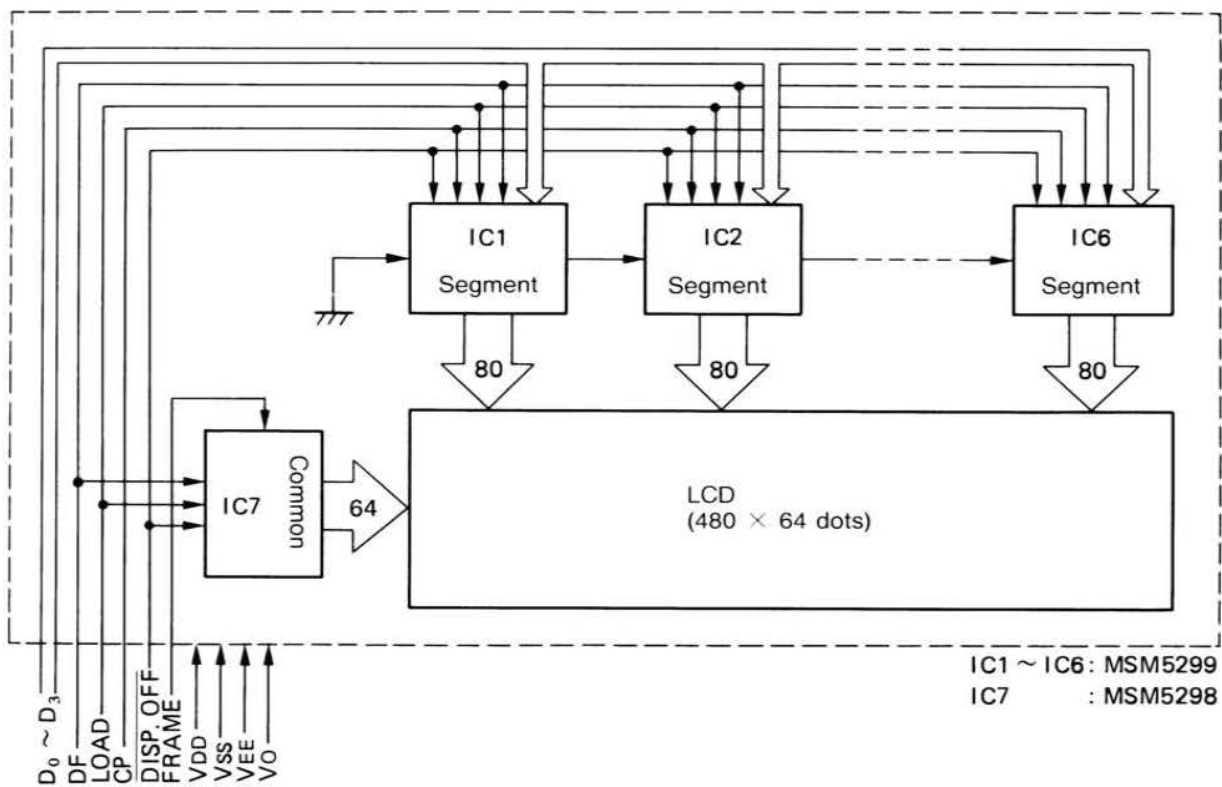 IC1
Segment
IC2
Segment
IC6
Segment
80
80
80
IC7
Common
64
LCD
(480 × 64 dots)
IC1 ~ IC6 : MSM5299
IC7 : MSM5298
D0 ~ D3
DF
LOAD
CP
DISP. OFF
FRAME
VDD
VSS
VEE
VO